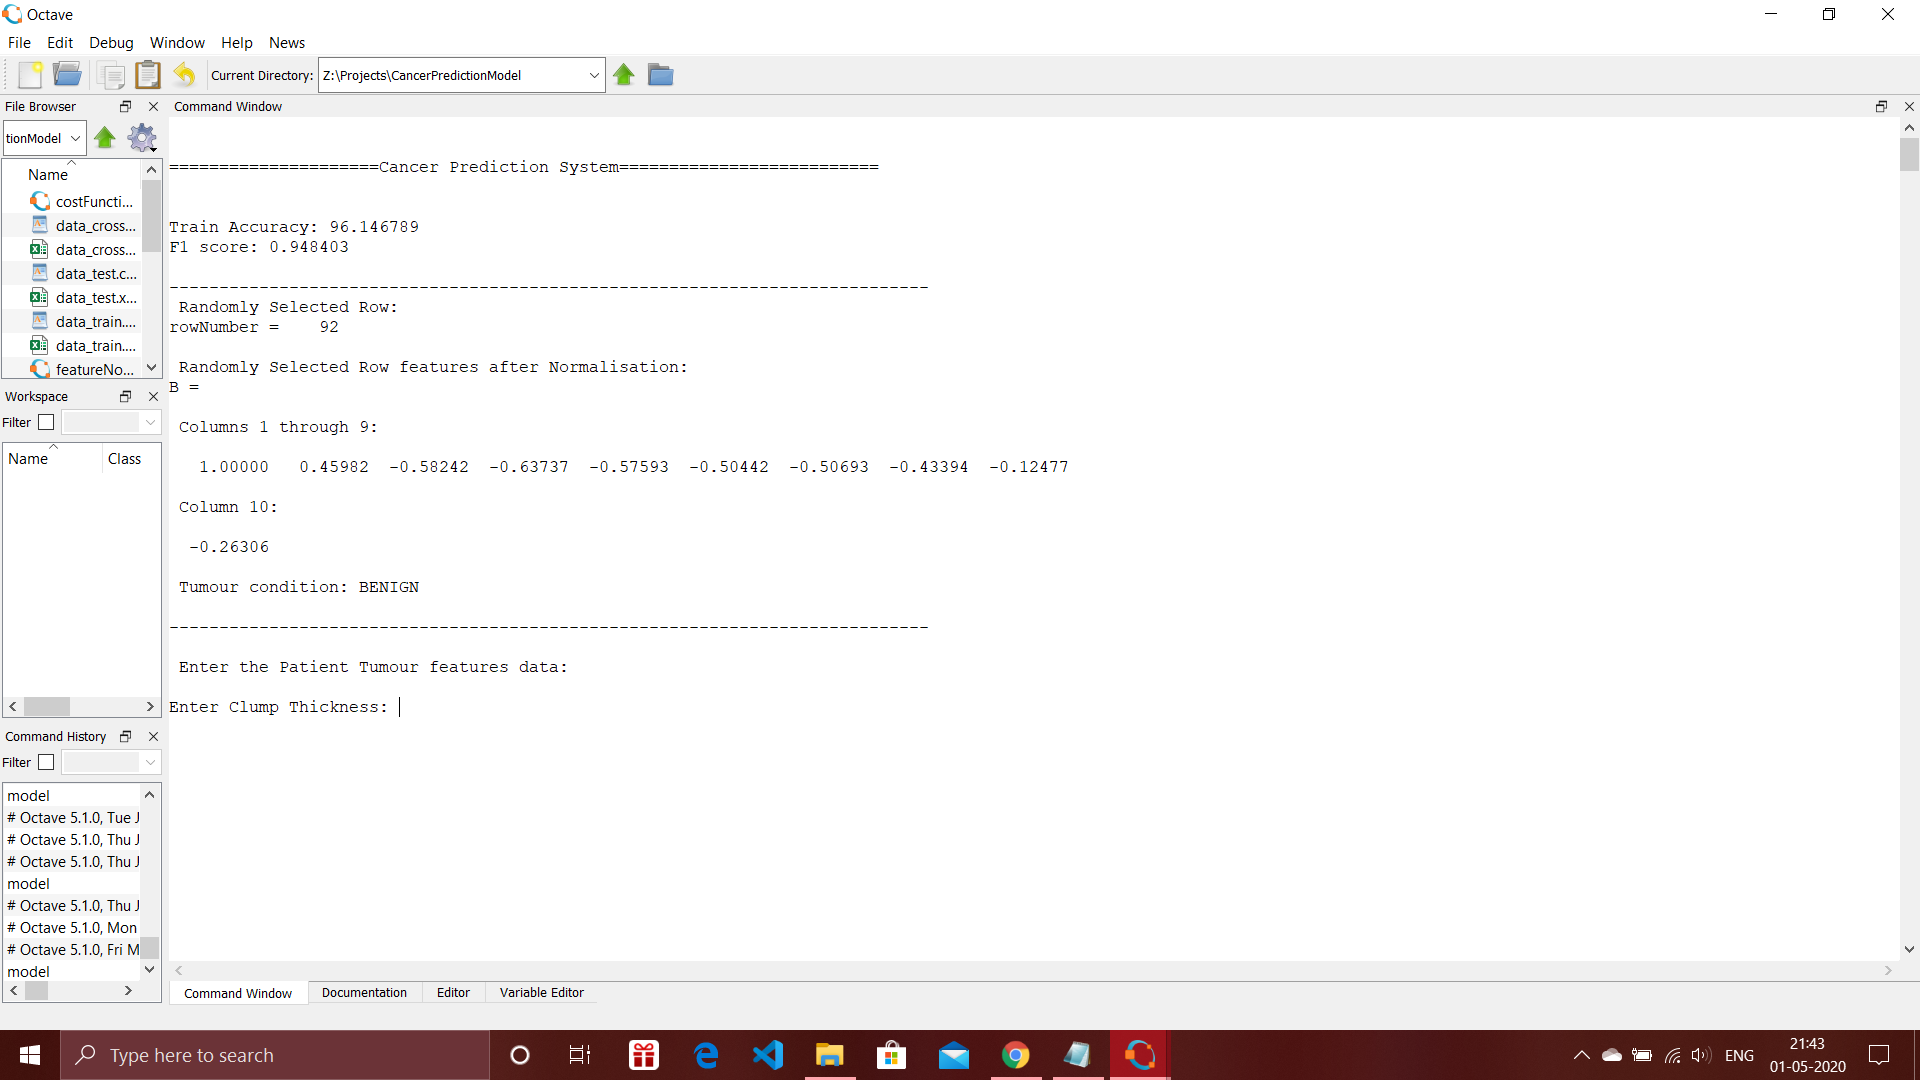 Octave
File Edit Debug Window Help News
Current Directory: Z:\Projects\CancerPredictionModel
File Browser
tionModel
Name
costFuncti...
data_cross...
data_cross...
data_test.c...
data_test.x...
data_train....
data_train....
featureNo...
Workspace
Filter
Name Class
Command History
Filter
model
# Octave 5.1.0, Tue J
# Octave 5.1.0, Thu J
# Octave 5.1.0, Thu J
model
# Octave 5.1.0, Thu J
# Octave 5.1.0, Mon
# Octave 5.1.0, Fri M
model
Command Window
=====================Cancer Prediction System==========================
Train Accuracy: 96.146789
F1 score: 0.948403
----------------------------------------------------------------------------
Randomly Selected Row:
rowNumber = 92
Randomly Selected Row features after Normalisation:
B =
Columns 1 through 9:
1.00000 0.45982 -0.58242 -0.63737 -0.57593 -0.50442 -0.50693 -0.43394 -0.12477
Column 10:
-0.26306
Tumour condition: BENIGN
----------------------------------------------------------------------------
Enter the Patient Tumour features data:
Enter Clump Thickness:
Command Window Documentation Editor Variable Editor
Type here to search
ENG
21:43
01-05-2020